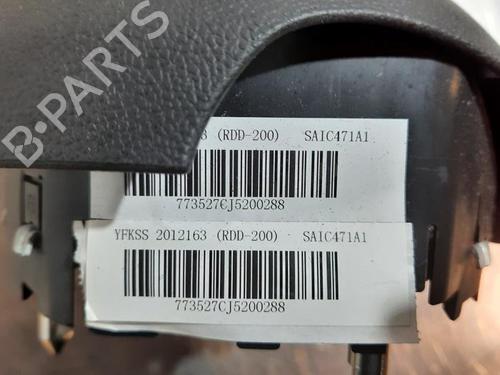 B-PARTS
3 (RDD-200) SAIC471A1
773527CJ5200288
YFKSS 2012163 (RDD-200) SAIC471A1
773527CJ5200288